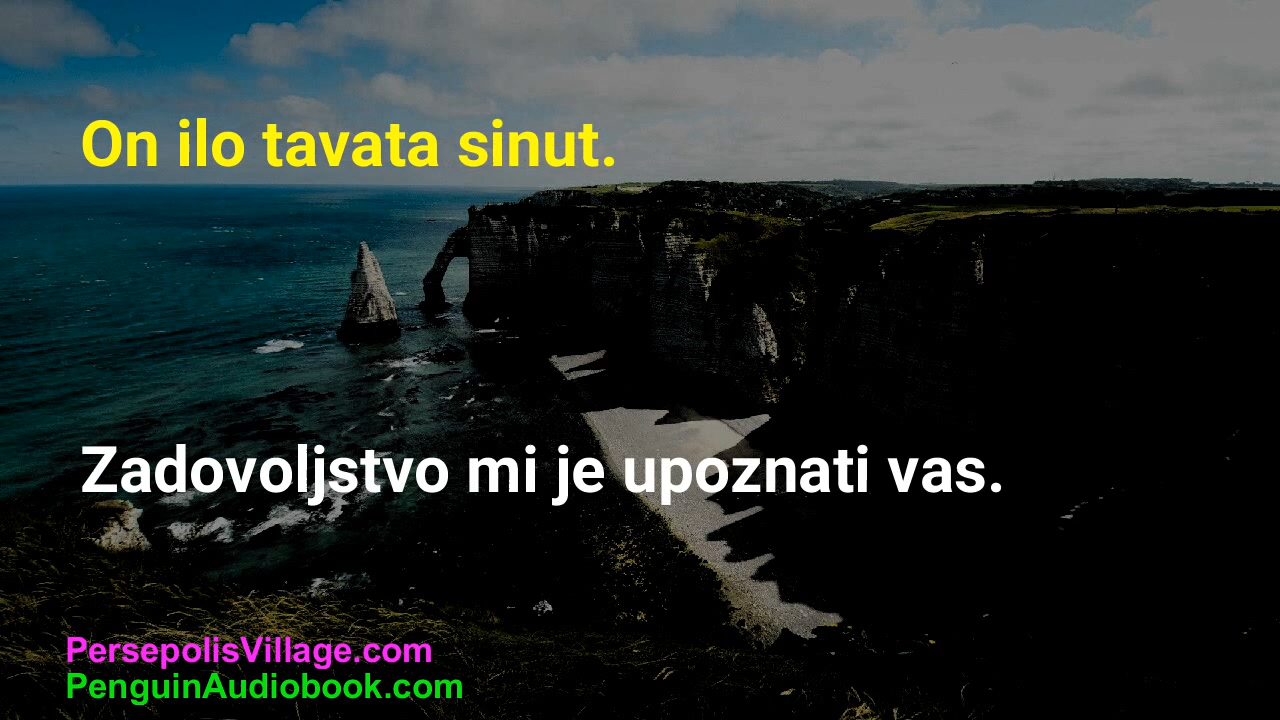 On ilo tavata sinut.
Zadovoljstvo mi je upoznati vas.
PersepolisVillage.com
PenguinAudiobook.com